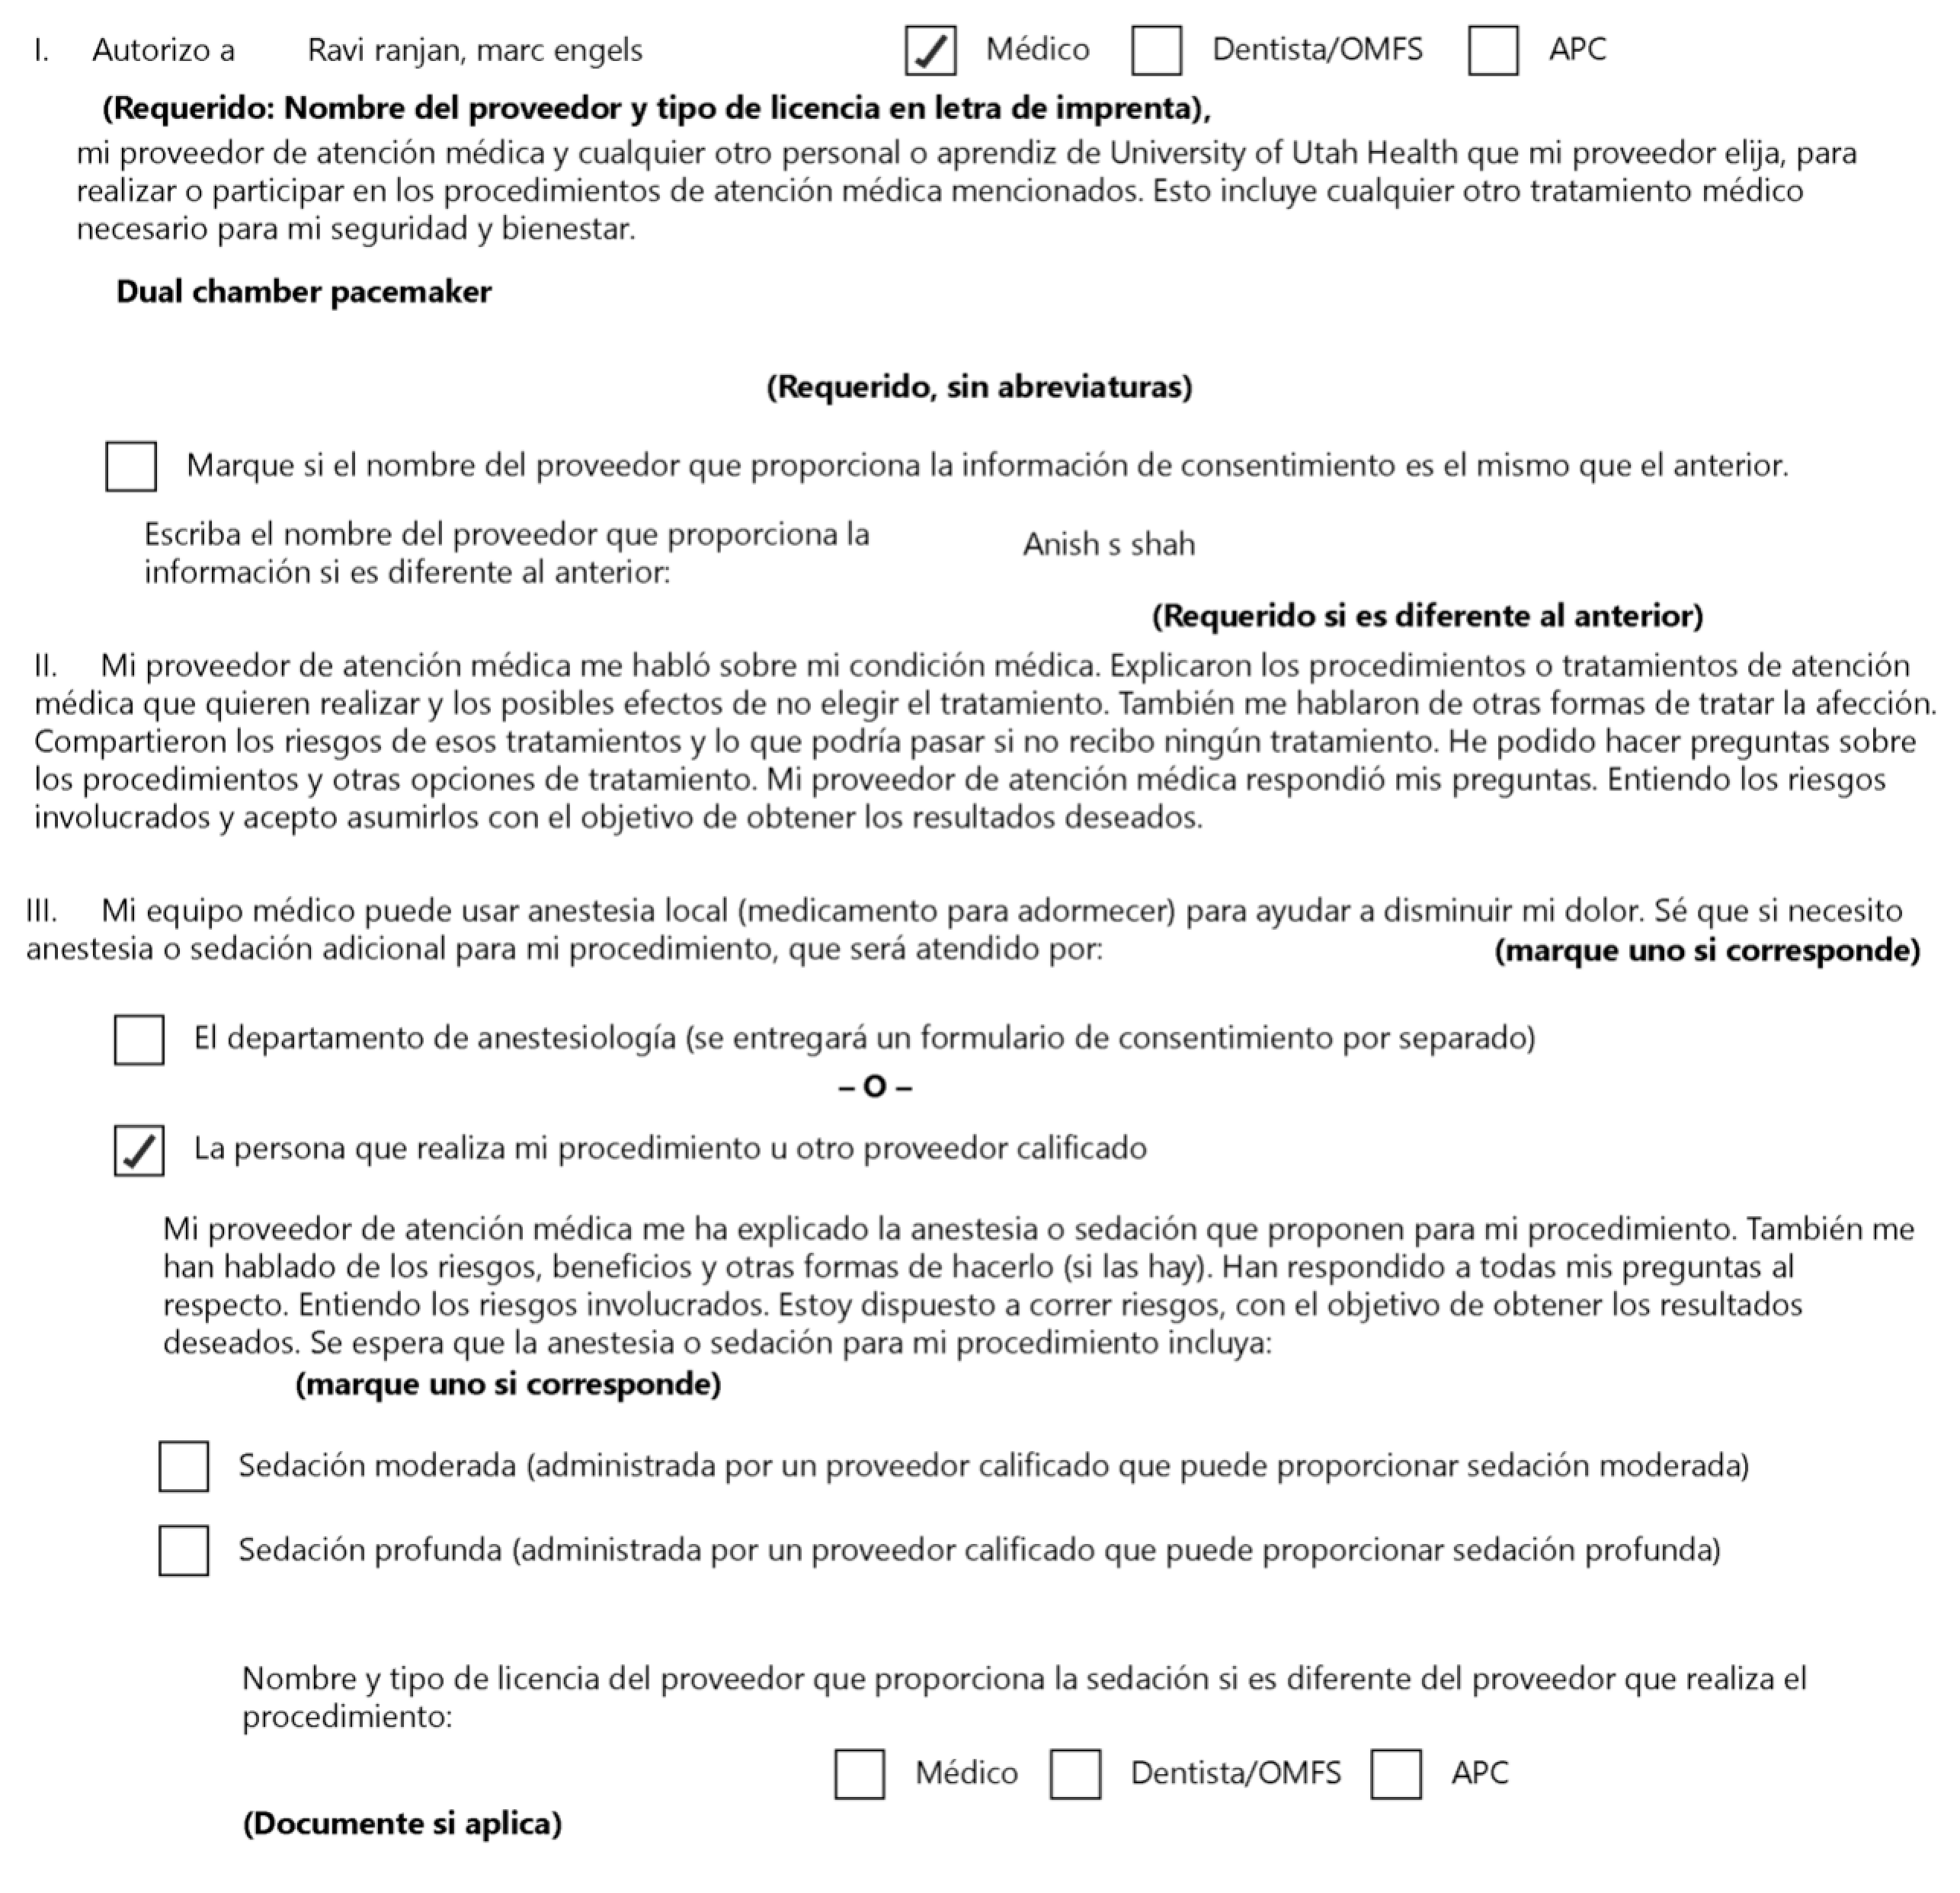 I. Autorizo a Ravi ranjan, marc engels Médico Dentista/OMFS APC
(Requerido: Nombre del proveedor y tipo de licencia en letra de imprenta),
mi proveedor de atención médica y cualquier otro personal o aprendiz de University of Utah Health que mi proveedor elija, para
realizar o participar en los procedimientos de atención médica mencionados. Esto incluye cualquier otro tratamiento médico
necesario para mi seguridad y bienestar.
Dual chamber pacemaker
(Requerido, sin abreviaturas)
Marque si el nombre del proveedor que proporciona la información de consentimiento es el mismo que el anterior.
Escriba el nombre del proveedor que proporciona la
información si es diferente al anterior:
Anish s shah
(Requerido si es diferente al anterior)
II. Mi proveedor de atención médica me habló sobre mi condición médica. Explicaron los procedimientos o tratamientos de atención
médica que quieren realizar y los posibles efectos de no elegir el tratamiento. También me hablaron de otras formas de tratar la afección.
Compartieron los riesgos de esos tratamientos y lo que podría pasar si no recibo ningún tratamiento. He podido hacer preguntas sobre
los procedimientos y otras opciones de tratamiento. Mi proveedor de atención médica respondió mis preguntas. Entiendo los riesgos
involucrados y acepto asumirlos con el objetivo de obtener los resultados deseados.
III. Mi equipo médico puede usar anestesia local (medicamento para adormecer) para ayudar a disminuir mi dolor. Sé que si necesito
anestesia o sedación adicional para mi procedimiento, que será atendido por: (marque uno si corresponde)
El departamento de anestesiología (se entregará un formulario de consentimiento por separado)
– O –
La persona que realiza mi procedimiento u otro proveedor calificado
Mi proveedor de atención médica me ha explicado la anestesia o sedación que proponen para mi procedimiento. También me
han hablado de los riesgos, beneficios y otras formas de hacerlo (si las hay). Han respondido a todas mis preguntas al
respecto. Entiendo los riesgos involucrados. Estoy dispuesto a correr riesgos, con el objetivo de obtener los resultados
deseados. Se espera que la anestesia o sedación para mi procedimiento incluya:
(marque uno si corresponde)
Sedación moderada (administrada por un proveedor calificado que puede proporcionar sedación moderada)
Sedación profunda (administrada por un proveedor calificado que puede proporcionar sedación profunda)
Nombre y tipo de licencia del proveedor que proporciona la sedación si es diferente del proveedor que realiza el
procedimiento:
Médico Dentista/OMFS APC
(Documente si aplica)